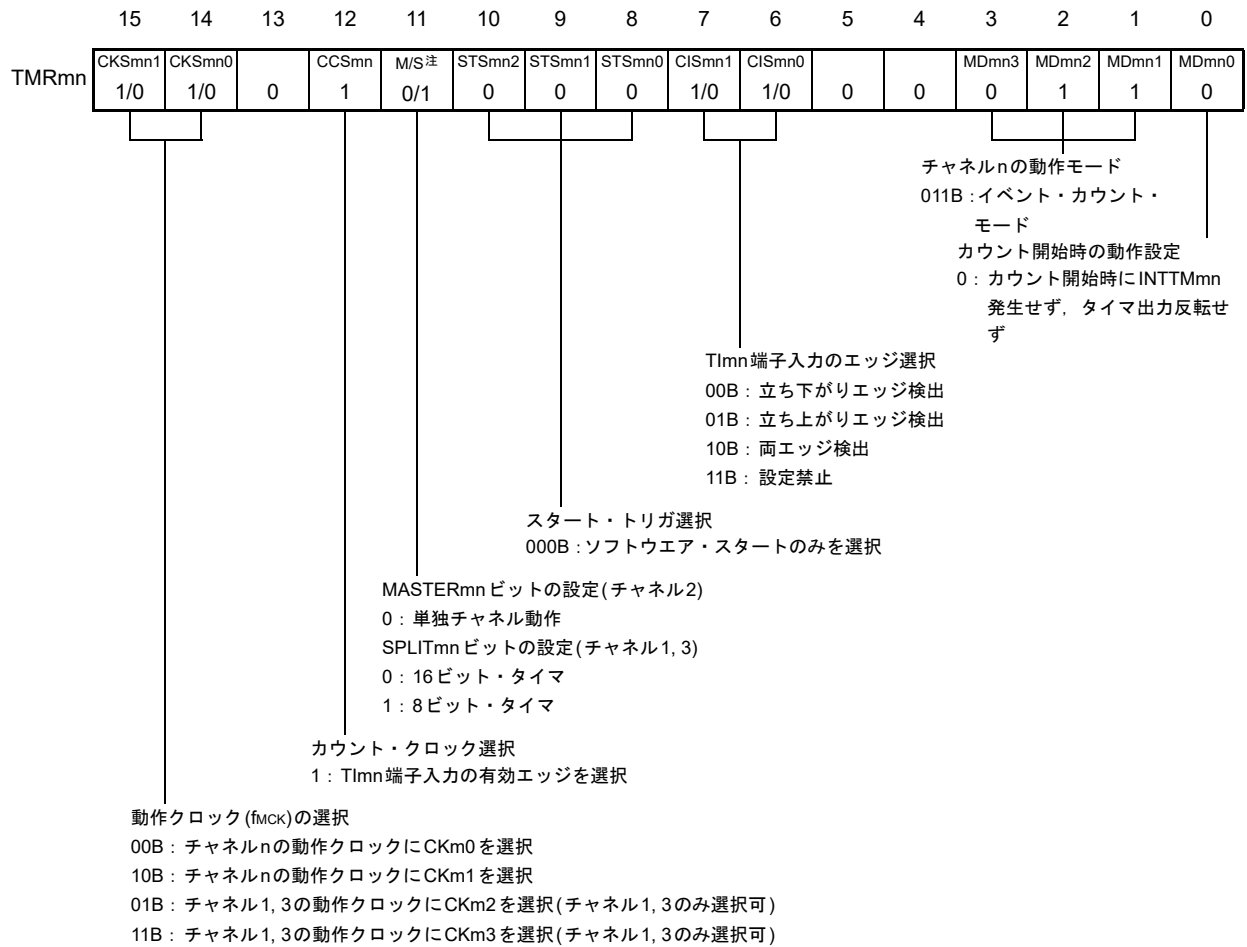 15 14 13 12 11 10 9 8 7 6 5 4 3 2 1 0
CKSmn1 CKSmn0 CCSmn M/S注 STSmn2 STSmn1 STSmn0 CISmn1 CISmn0 MDmn3 MDmn2 MDmn1 MDmn0
TMRmn
1/0 1/0 0 1 0/1 0 0 0 1/0 1/0 0 0 0 1 1 0
チャネルnの動作モード
011B：イベント・カウント・
モード
カウント開始時の動作設定
0：カウント開始時にINTTMmn
発生せず，タイマ出力反転せ
ず
TImn端子入力のエッジ選択
00B：立ち下がりエッジ検出
01B：立ち上がりエッジ検出
10B：両エッジ検出
11B：設定禁止
スタート・トリガ選択
000B：ソフトウエア・スタートのみを選択
MASTERmnビットの設定(チャネル2)
0：単独チャネル動作
SPLITmnビットの設定(チャネル1, 3)
0：16ビット・タイマ
1：8ビット・タイマ
カウント・クロック選択
1：TImn端子入力の有効エッジを選択
動作クロック(fMCK)の選択
00B：チャネルnの動作クロックにCKm0を選択
10B：チャネルnの動作クロックにCKm1を選択
01B：チャネル1, 3の動作クロックにCKm2を選択(チャネル1, 3のみ選択可)
11B：チャネル1, 3の動作クロックにCKm3を選択(チャネル1, 3のみ選択可)